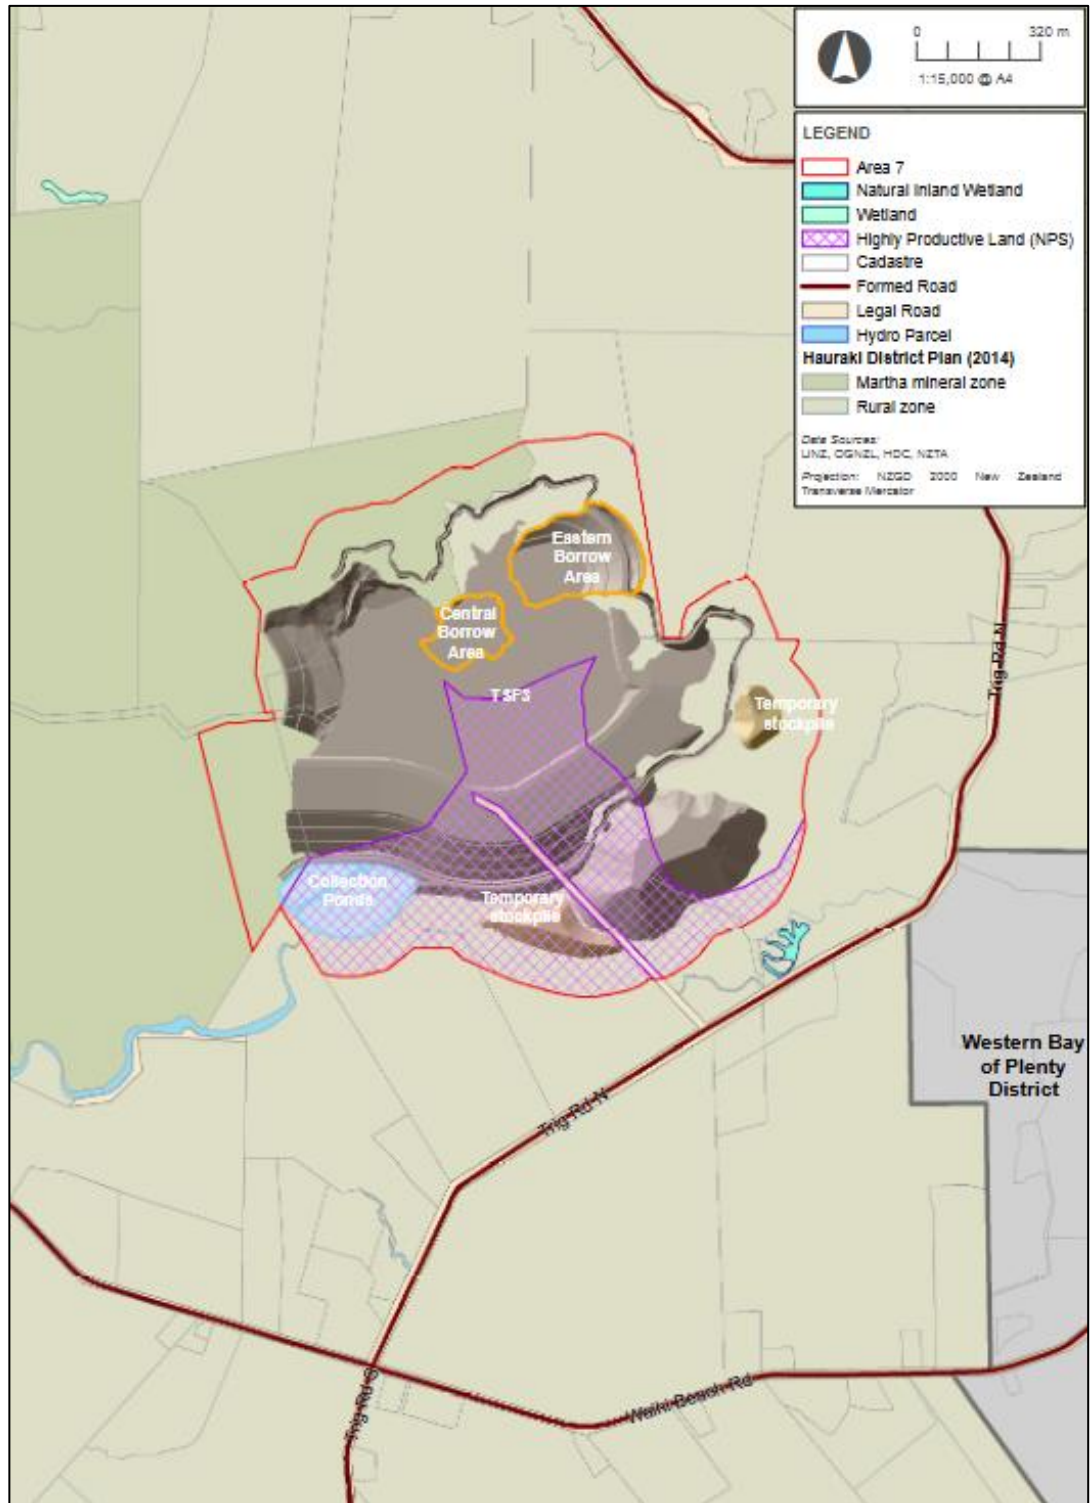 0 320 m
1:15,000 @ A4
LEGEND
Area 7
Natural Inland Wetland
Wetland
Highly Productive Land (NPS)
Cadastre
Formed Road
Legal Road
Hydro Parcel
Hauraki District Plan (2014)
Martha mineral zone
Rural zone
Data Sources:
LINZ, OGNZL, HDC, NZTA
Projection: NZGD 2000 New Zealand
Transverse Mercator
Eastern
Borrow
Area
Central
Borrow
Area
TSF3
Temporary
stockpile
Trig Rd N
Collection
Ponds
Temporary
stockpile
Western Bay
of Plenty
District
Trig Rd N
Trig Rd S
Waihi Beach Rd